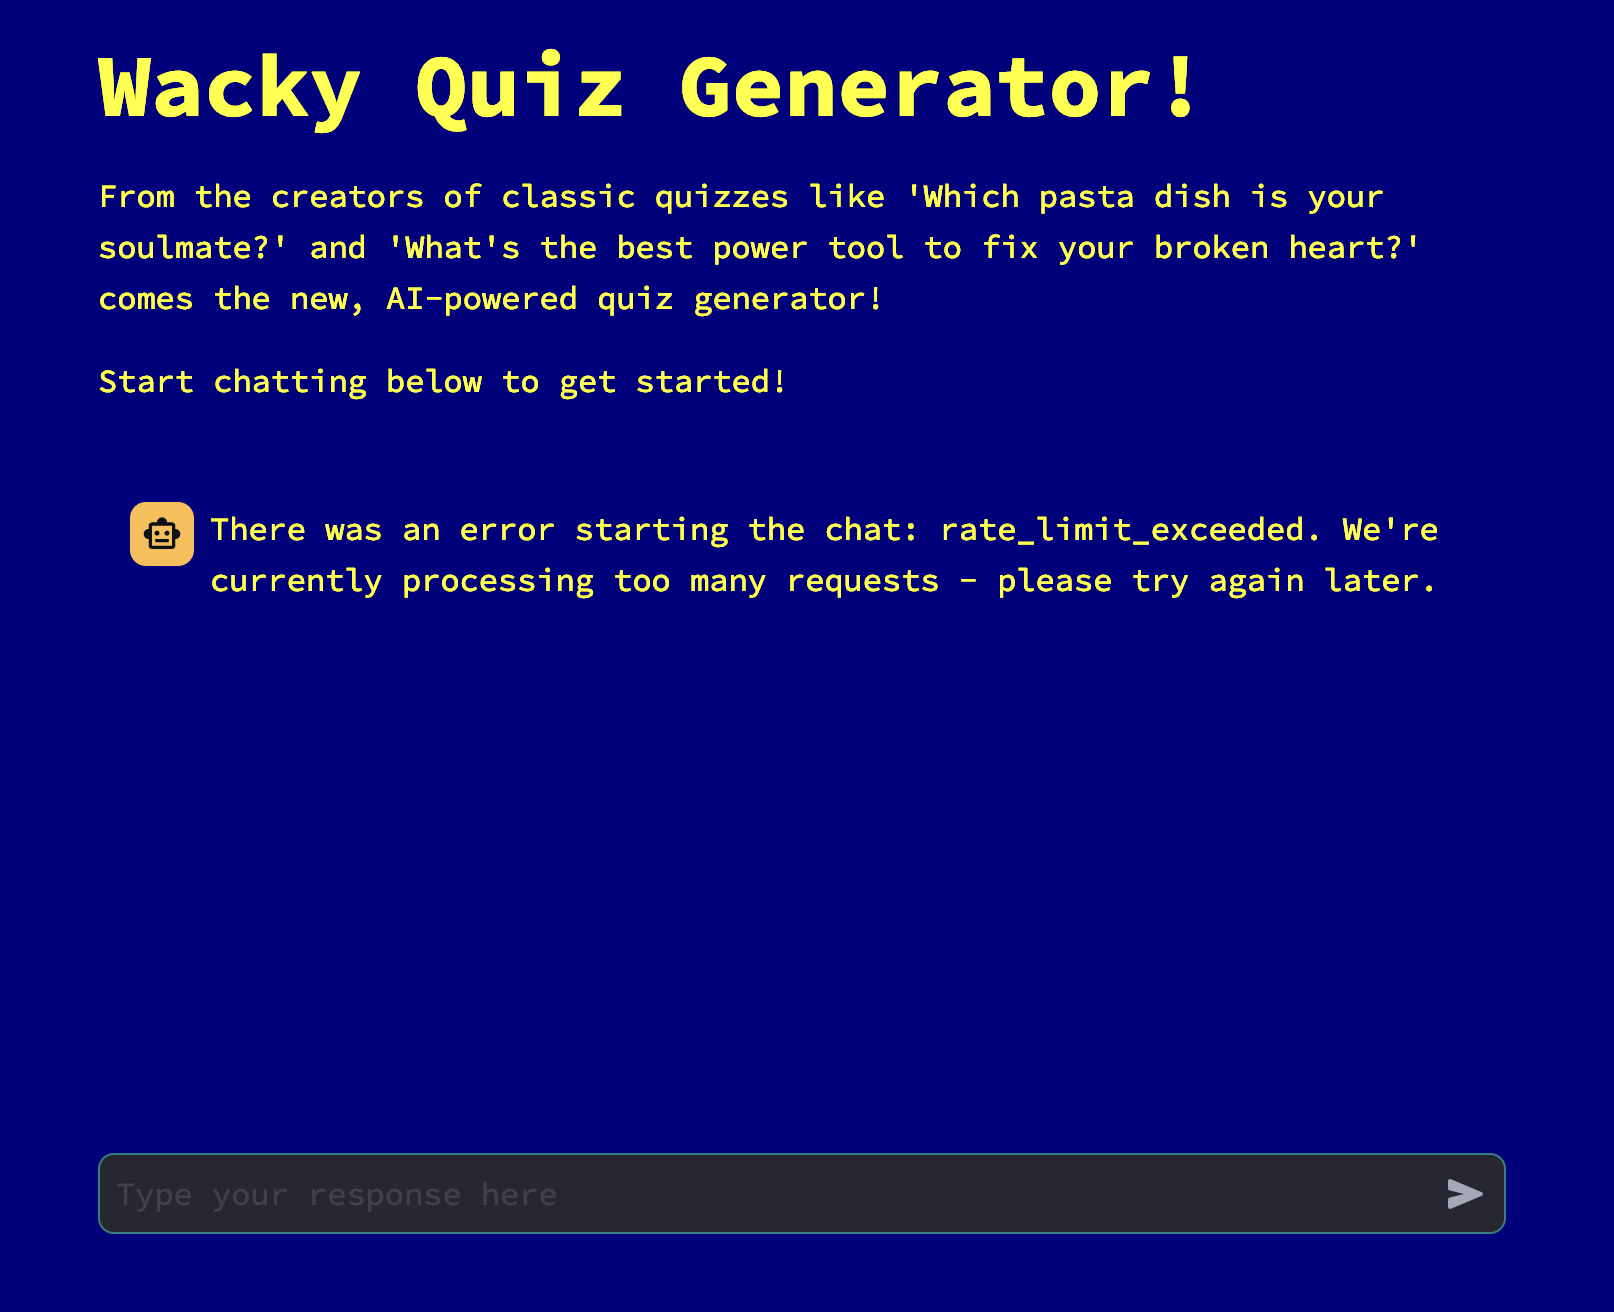 Wacky Quiz Generator!
From the creators of classic quizzes like 'Which pasta dish is your
soulmate?' and 'What's the best power tool to fix your broken heart?'
comes the new, AI-powered quiz generator!
Start chatting below to get started!
There was an error starting the chat: rate_limit_exceeded. We're
currently processing too many requests - please try again later.
Type your response here